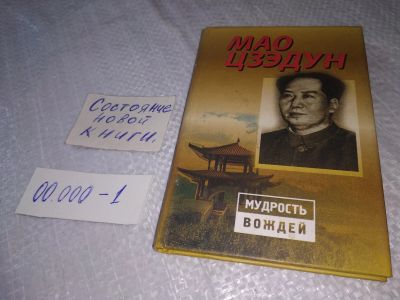 МАО
ЦЗЭДУН
Состояние
новой
книги.
00.000-1
МУДРОСТЬ
ВОЖДЕЙ